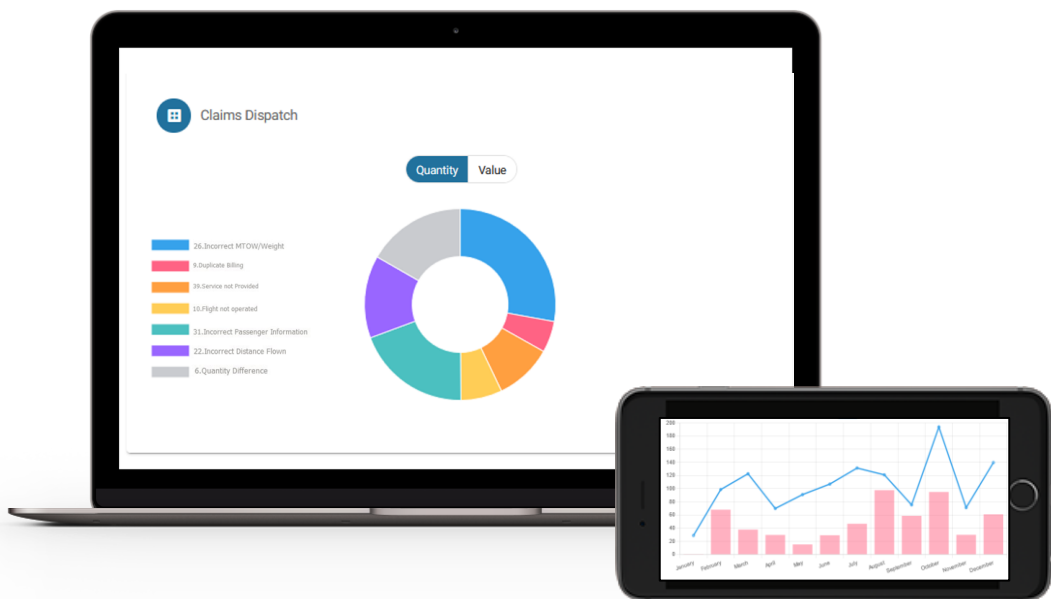 Claims Dispatch
Quantity Value
26.Incorrect MTOW/Weight
9.Duplicate Billing
39.Service not Provided
10.Flight not operated
31.Incorrect Passenger Information
22.Incorrect Distance Flown
6.Quantity Difference
200
180
160
140
120
100
80
60
40
20
0
January February March April May June July August September October November December